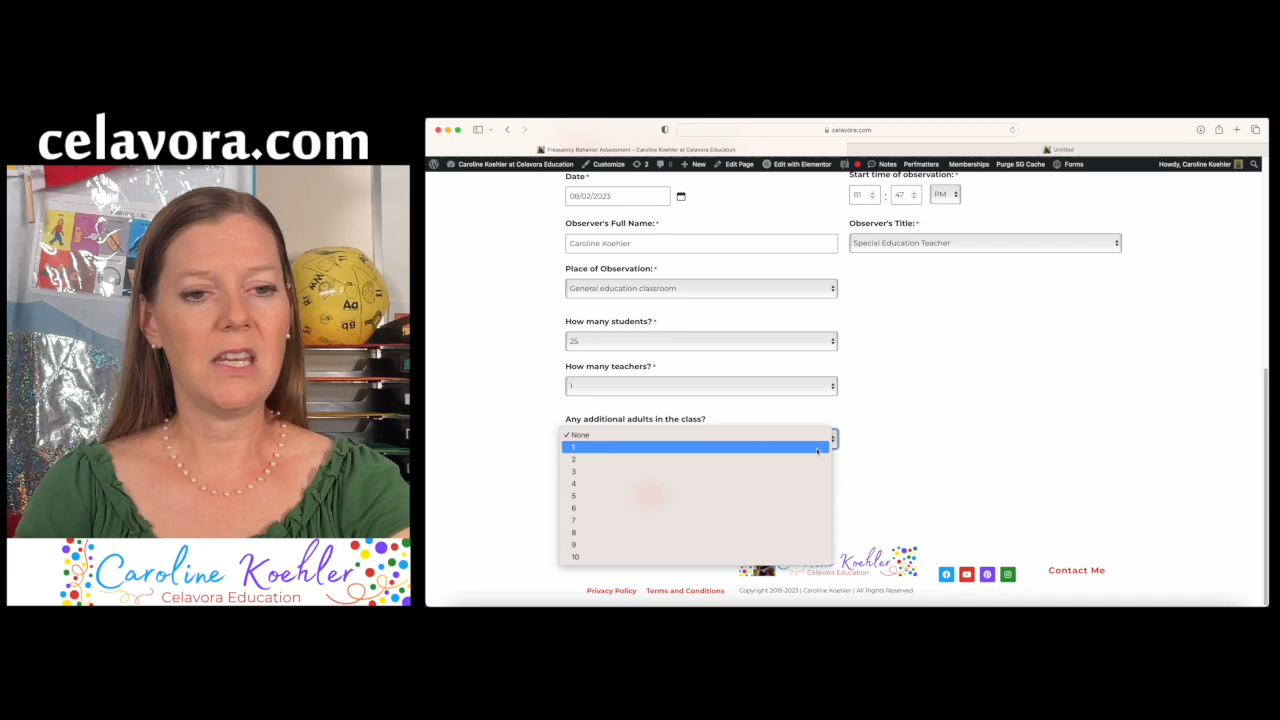 celavora.com
Calming List
Aa
Caroline Koehler
Celavora Education
celavora.com
Frequency Behavior Assessment - Caroline Koehler at Celavora Education
Untitled
Caroline Koehler at Celavora Education Customize 2 0 New Edit Page Edit with Elementor Notes Perfmatters Memberships Purge SG Cache Forms Howdy, Caroline Koehler
Date *
Start time of observation: *
08/02/2023
01 : 47 PM
Observer's Full Name: *
Observer's Title: *
Caroline Koehler
Special Education Teacher
Place of Observation: *
General education classroom
How many students? *
25
How many teachers? *
1
Any additional adults in the class?
✓ None
1
2
3
4
5
6
7
8
9
10
Koehler
Celavora Education
Contact Me
Privacy Policy Terms and Conditions Copyright 2015-2023 | Caroline Koehler | All Rights Reserved